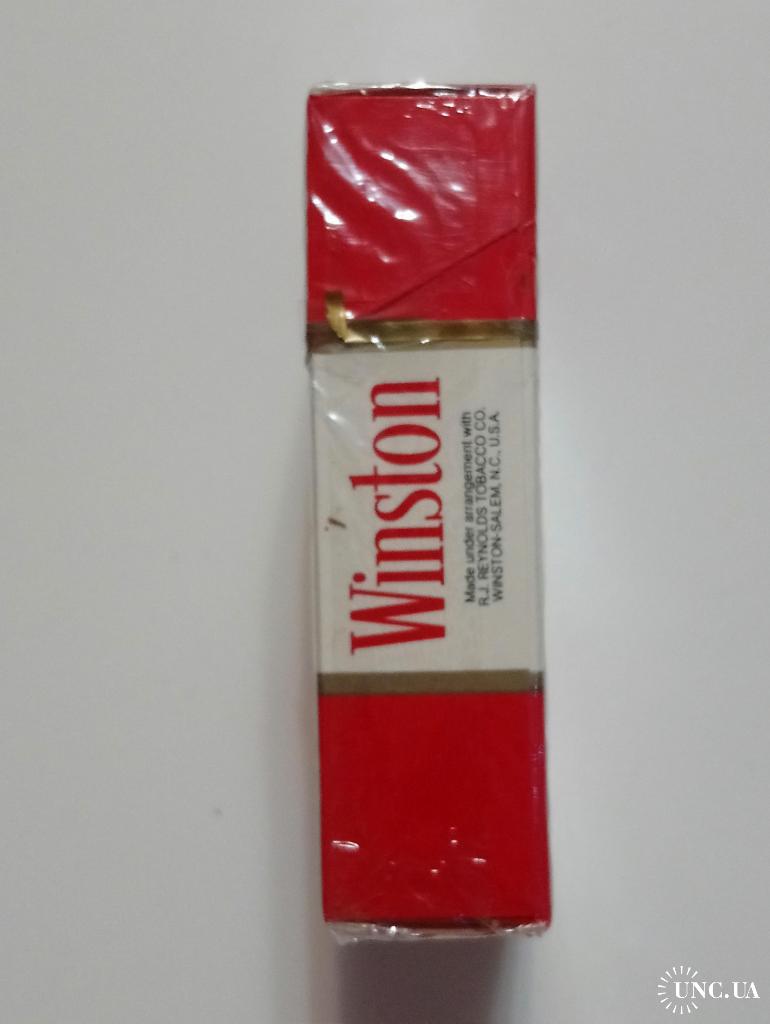 Winston
Made under arrangement with
R.J. REYNOLDS TOBACCO CO.
WINSTON-SALEM, N.C., U.S.A.
UNC.UA